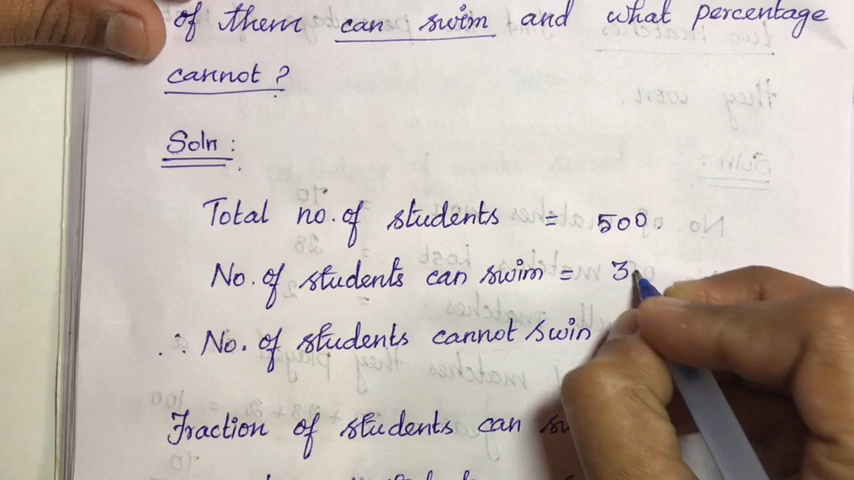 of them can swim and what percentage
cannot?
Soln:
Total no. of students = 500.
No. of students can swim = 3
∴ No. of students cannot swin
Fraction of students can